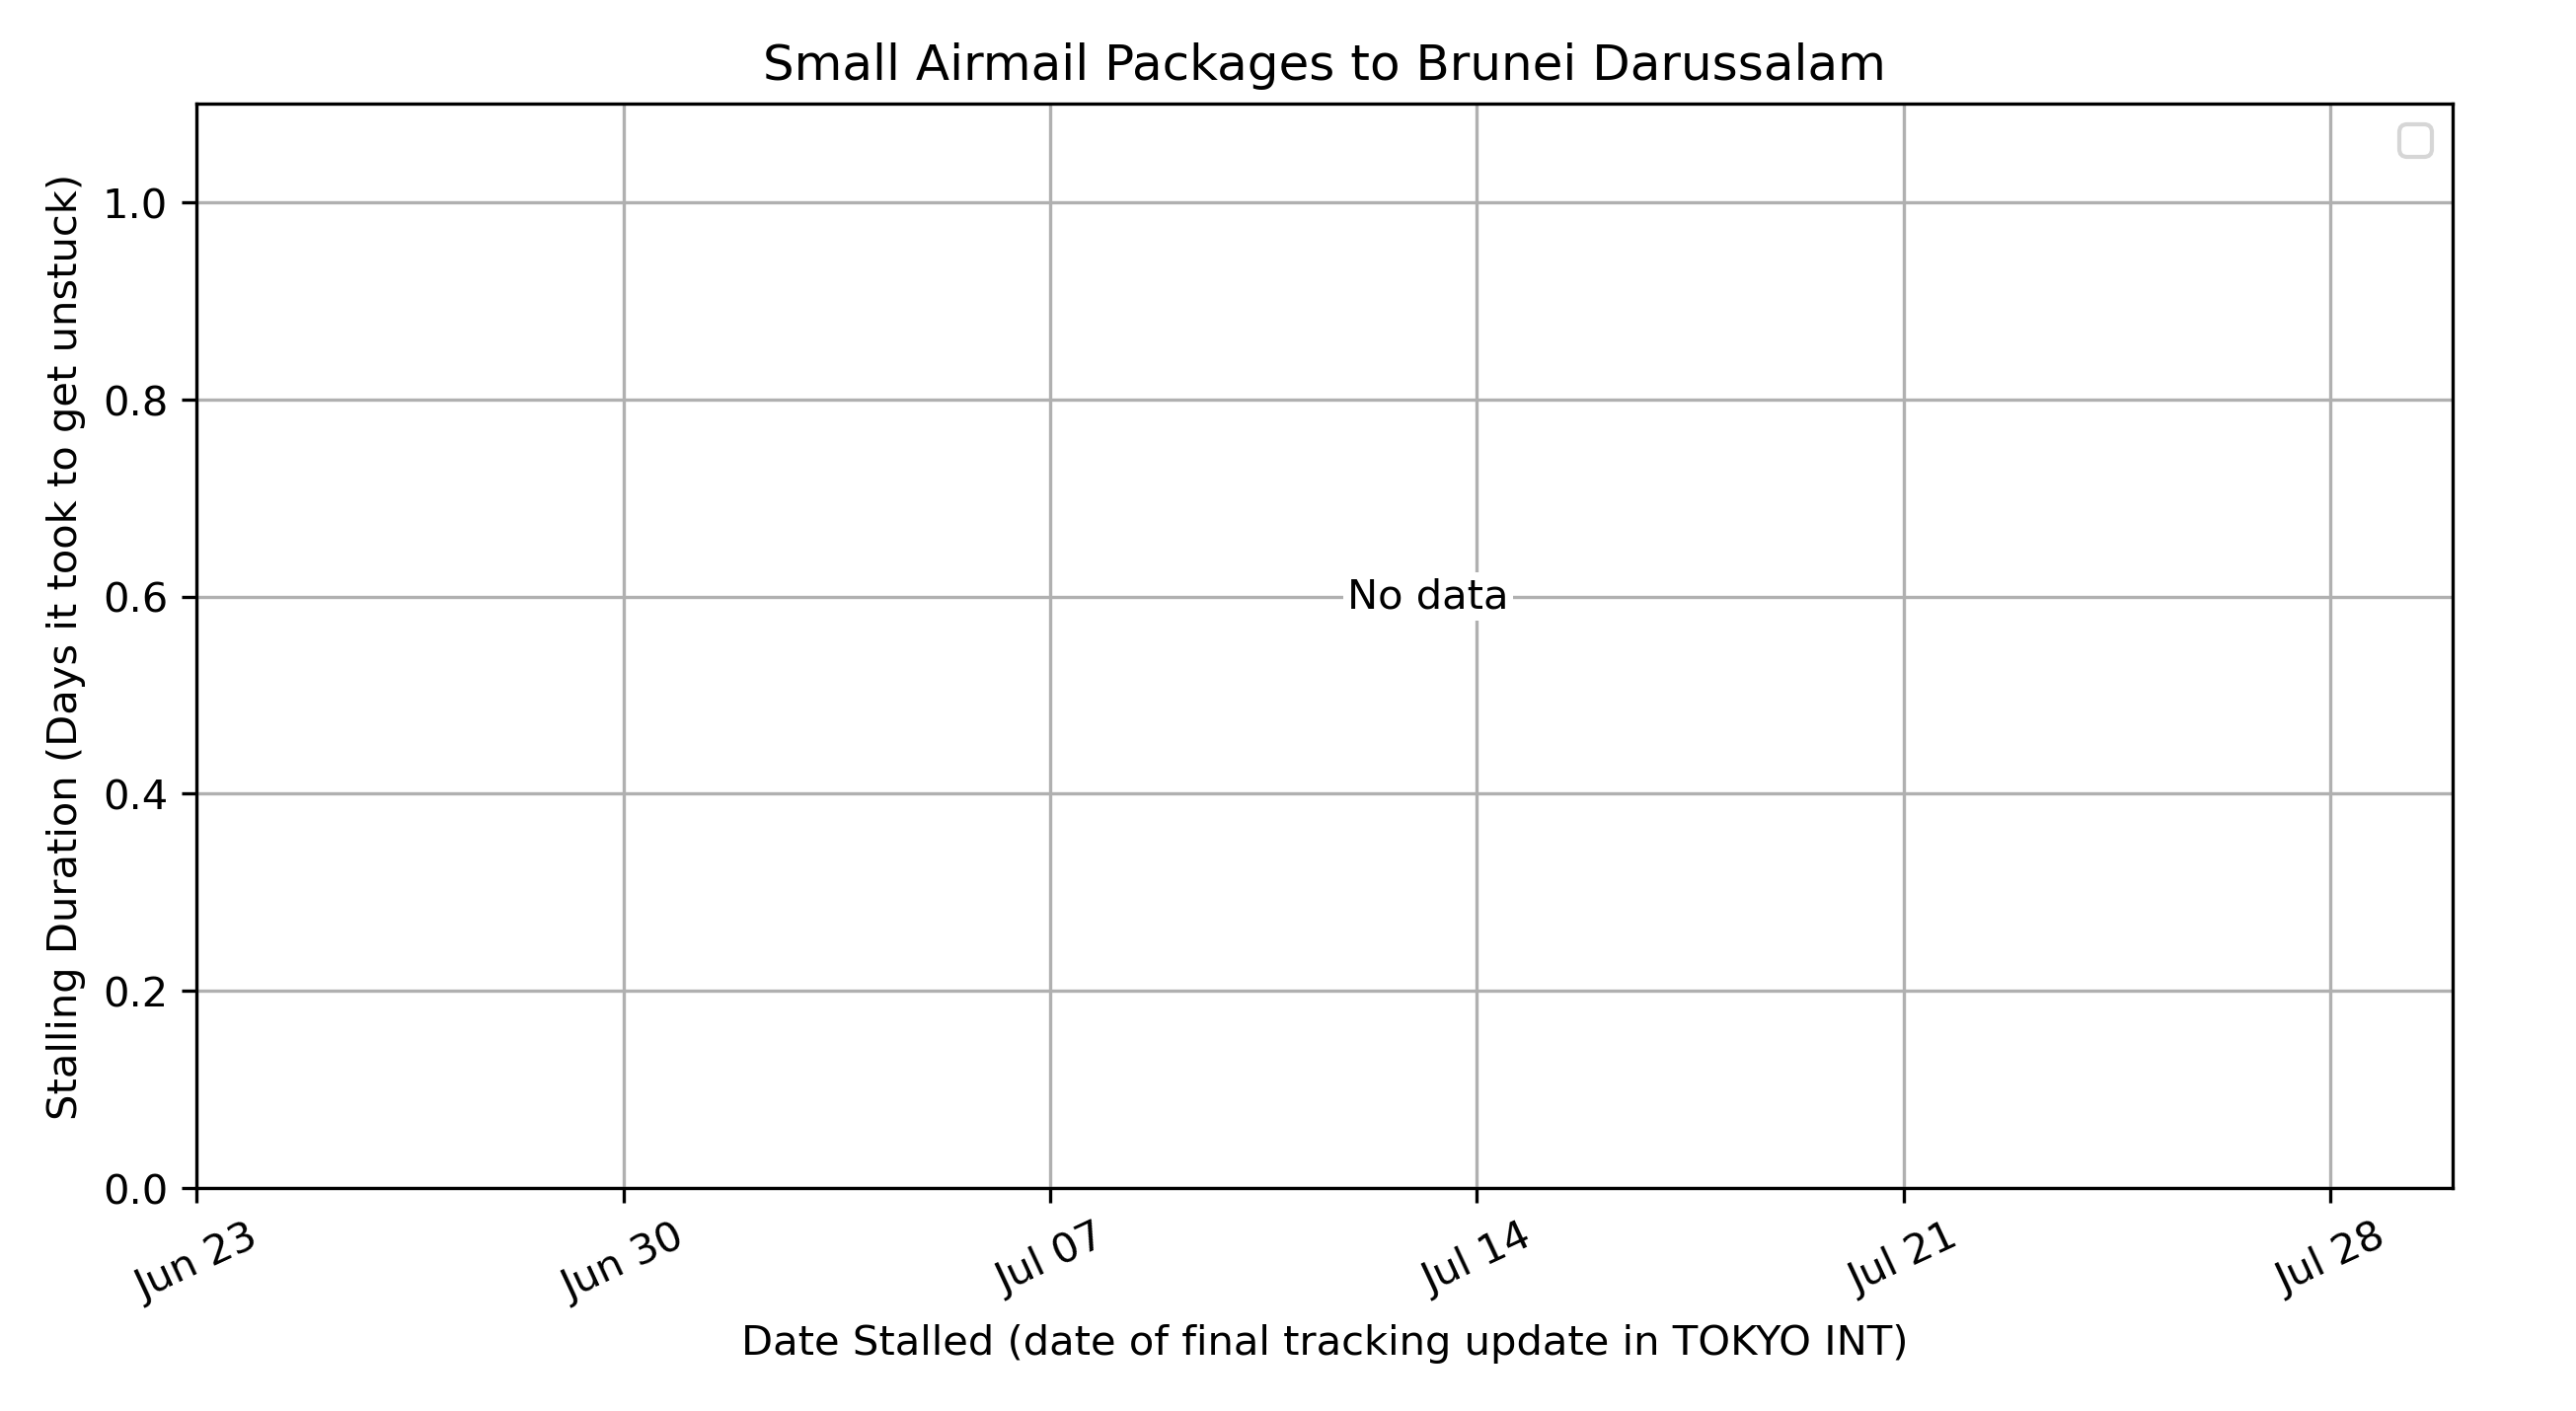 Small Airmail Packages to Brunei Darussalam
Stalling Duration (Days it took to get unstuck)
1.0
0.8
0.6
0.4
0.2
0.0
No data
Jun 23
Jun 30
Jul 07
Jul 14
Jul 21
Jul 28
Date Stalled (date of final tracking update in TOKYO INT)